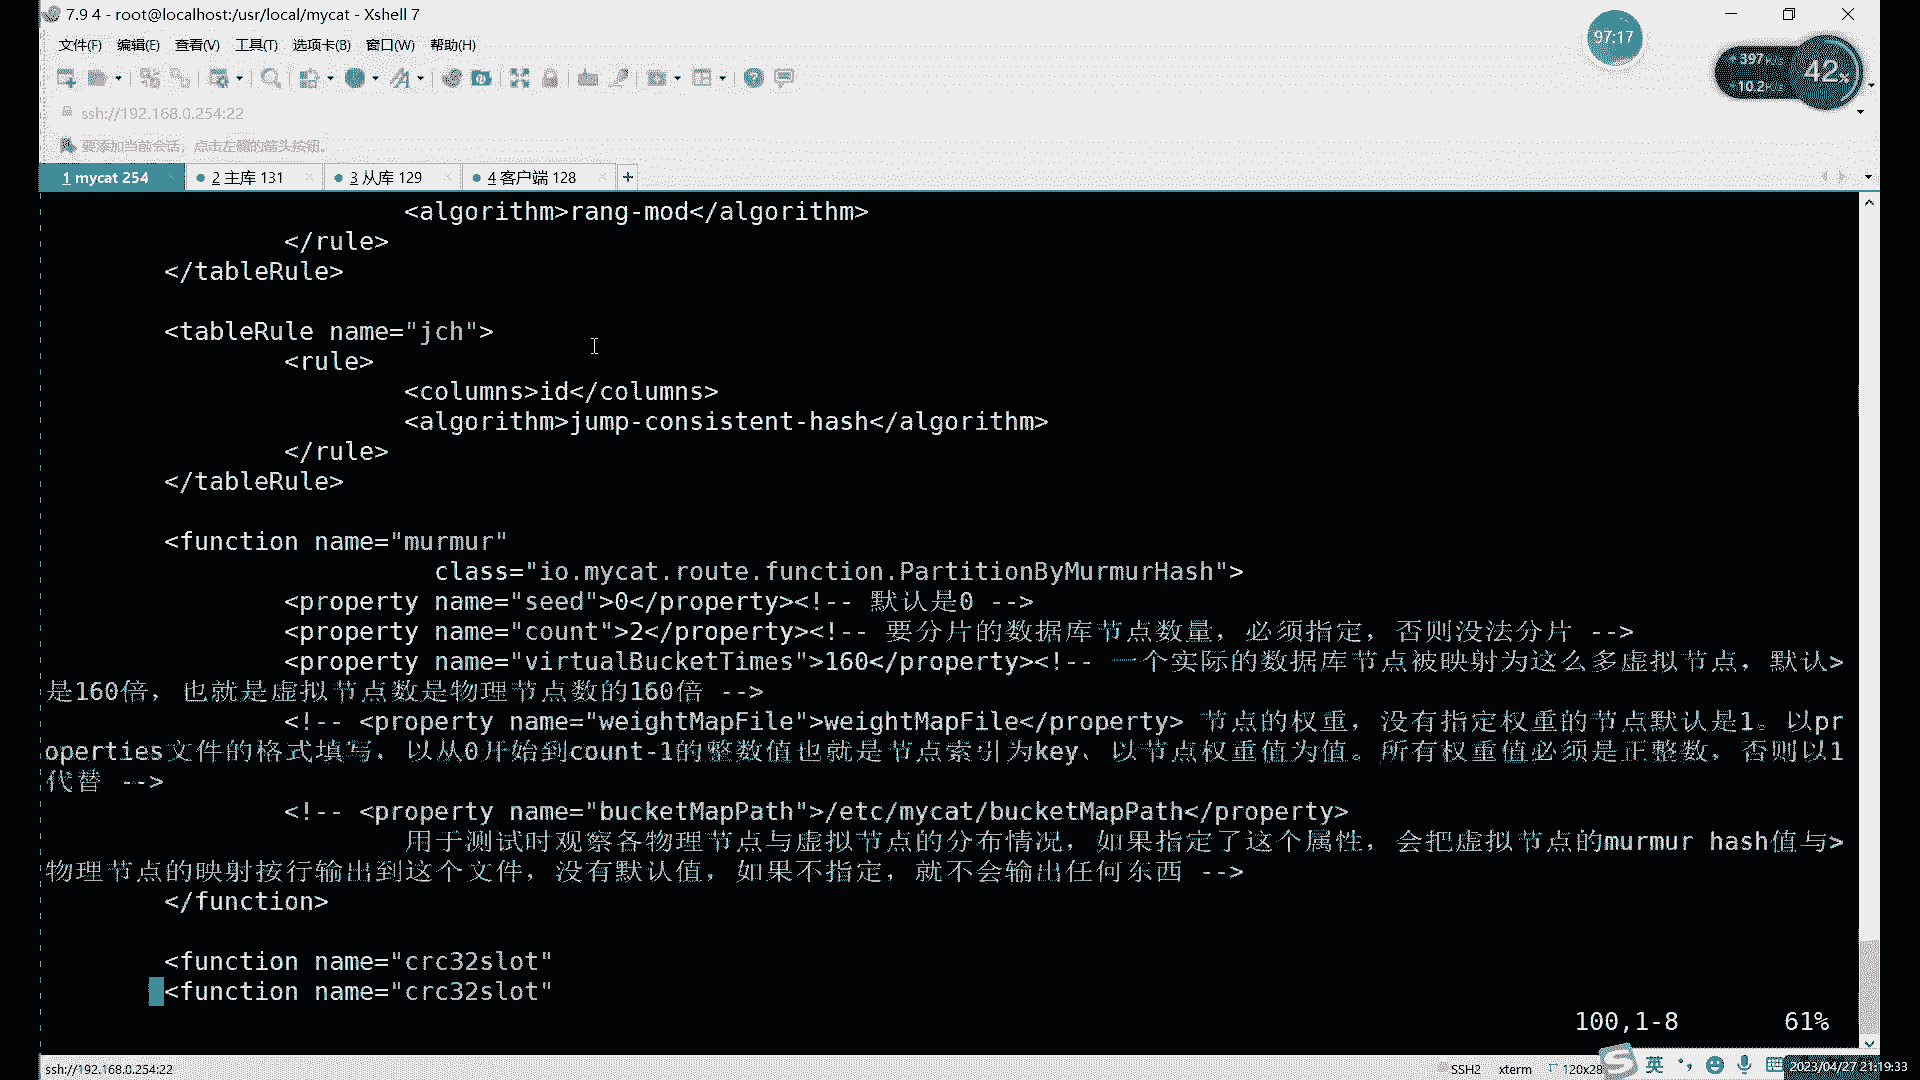 7.9 4 - root@localhost:/usr/local/mycat - Xshell 7
文件(F) 编辑(E) 查看(V) 工具(T) 选项卡(B) 窗口(W) 帮助(H)
97:17
397
42%
10.2
ssh://192.168.0.254:22
要添加当前会话，点击左侧的箭头按钮。
1 mycat 254 2 主库 131 3 从库 129 4 客户端 128
<algorithm>rang-mod</algorithm>
</rule>
</tableRule>
<tableRule name="jch">
<rule>
<columns>id</columns>
<algorithm>jump-consistent-hash</algorithm>
</rule>
</tableRule>
<function name="murmur"
class="io.mycat.route.function.PartitionByMurmurHash">
<property name="seed">0</property><!-- 默认是0 -->
<property name="count">2</property><!-- 要分片的数据库节点数量，必须指定，否则没法分片 -->
<property name="virtualBucketTimes">160</property><!-- 一个实际的数据库节点被映射为这么多虚拟节点，默认>
是160倍，也就是虚拟节点数是物理节点数的160倍 -->
<!-- <property name="weightMapFile">weightMapFile</property> 节点的权重，没有指定权重的节点默认是1。以pr
operties文件的格式填写，以从0开始到count-1的整数值也就是节点索引为key，以节点权重值为值。所有权重值必须是正整数，否则以1
代替 -->
<!-- <property name="bucketMapPath">/etc/mycat/bucketMapPath</property>
用于测试时观察各物理节点与虚拟节点的分布情况，如果指定了这个属性，会把虚拟节点的murmur hash值与>
物理节点的映射按行输出到这个文件，没有默认值，如果不指定，就不会输出任何东西 -->
</function>
<function name="crc32slot"
<function name="crc32slot"
100,1-8 61%
ssh://192.168.0.254:22 SSH2 xterm 120x28 英 2023/04/27 21:19:33